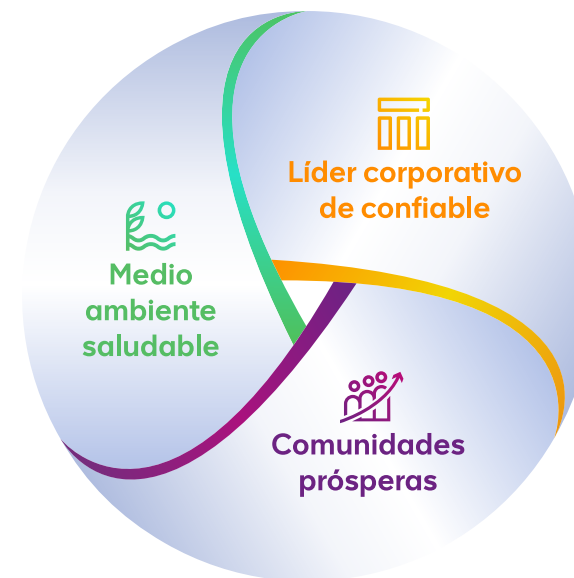 Líder corporativo
de confiable
Medio
ambiente
saludable
Comunidades
prósperas